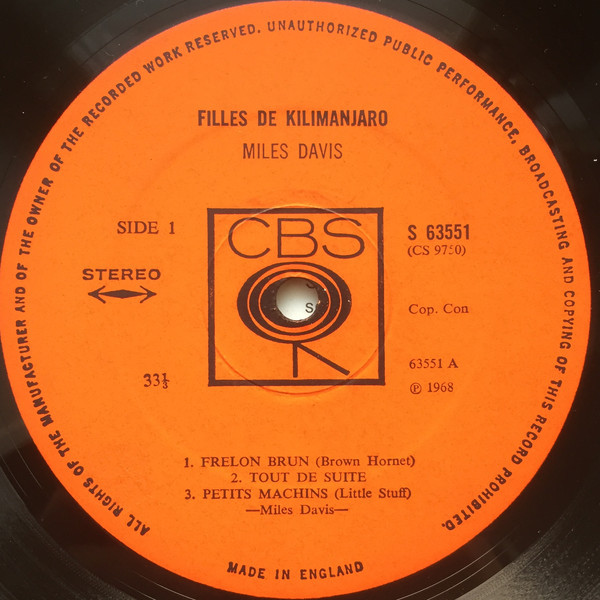 ALL RIGHTS OF THE MANUFACTURER AND OF THE OWNER OF THE RECORDED WORK RESERVED. UNAUTHORIZED PUBLIC PERFORMANCE, BROADCASTING AND COPYING OF THIS RECORD PROHIBITED.
FILLES DE KILIMANJARO
MILES DAVIS
SIDE 1
CBS
S 63551
(CS 9750)
STEREO
Cop. Con
33⅓
63551 A
℗ 1968
1. FRELON BRUN (Brown Hornet)
2. TOUT DE SUITE
3. PETITS MACHINS (Little Stuff)
—Miles Davis—
MADE IN ENGLAND